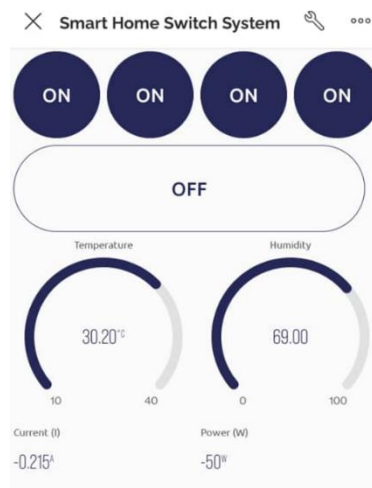 Smart Home Switch System
ON ON ON ON
OFF
Temperature Humidity
30.20°C 69.00
10 40 0 100
Current (I) Power (W)
-0.215A -50W